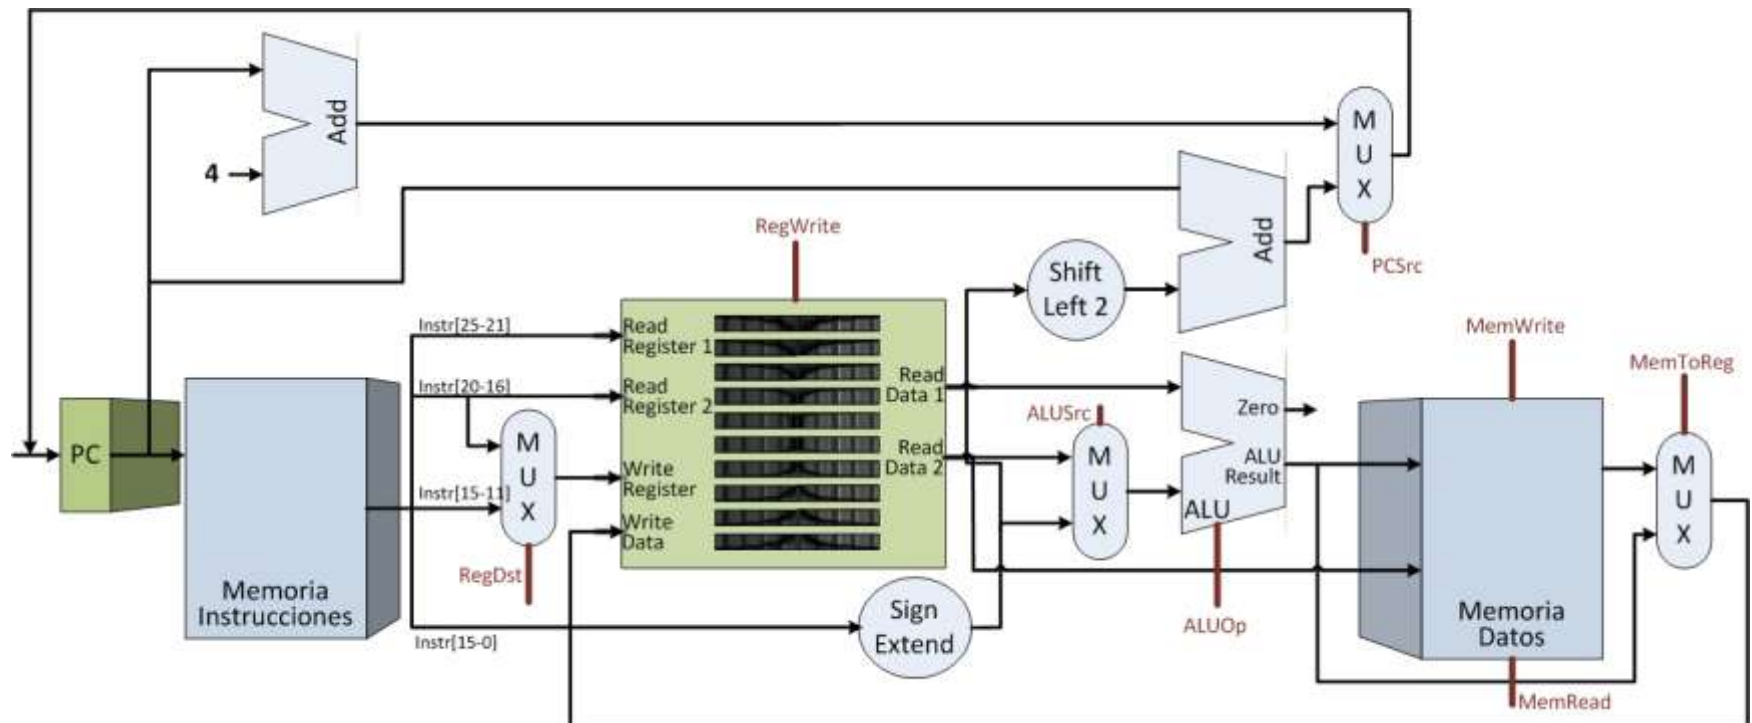 Add
4
M
U
X
PCSrc
Add
Shift
Left 2
RegWrite
Instr[25-21]
Read
Register 1
Instr[20-16]
Read
Register 2
Read
Data 1
Read
Data 2
Write
Register
Write
Data
PC
Memoria
Instrucciones
M
U
X
RegDst
Instr[15-11]
Instr[15-0]
Sign
Extend
ALUSrc
M
U
X
Zero
ALU
Result
ALU
ALUOp
MemWrite
Memoria
Datos
MemRead
MemToReg
M
U
X